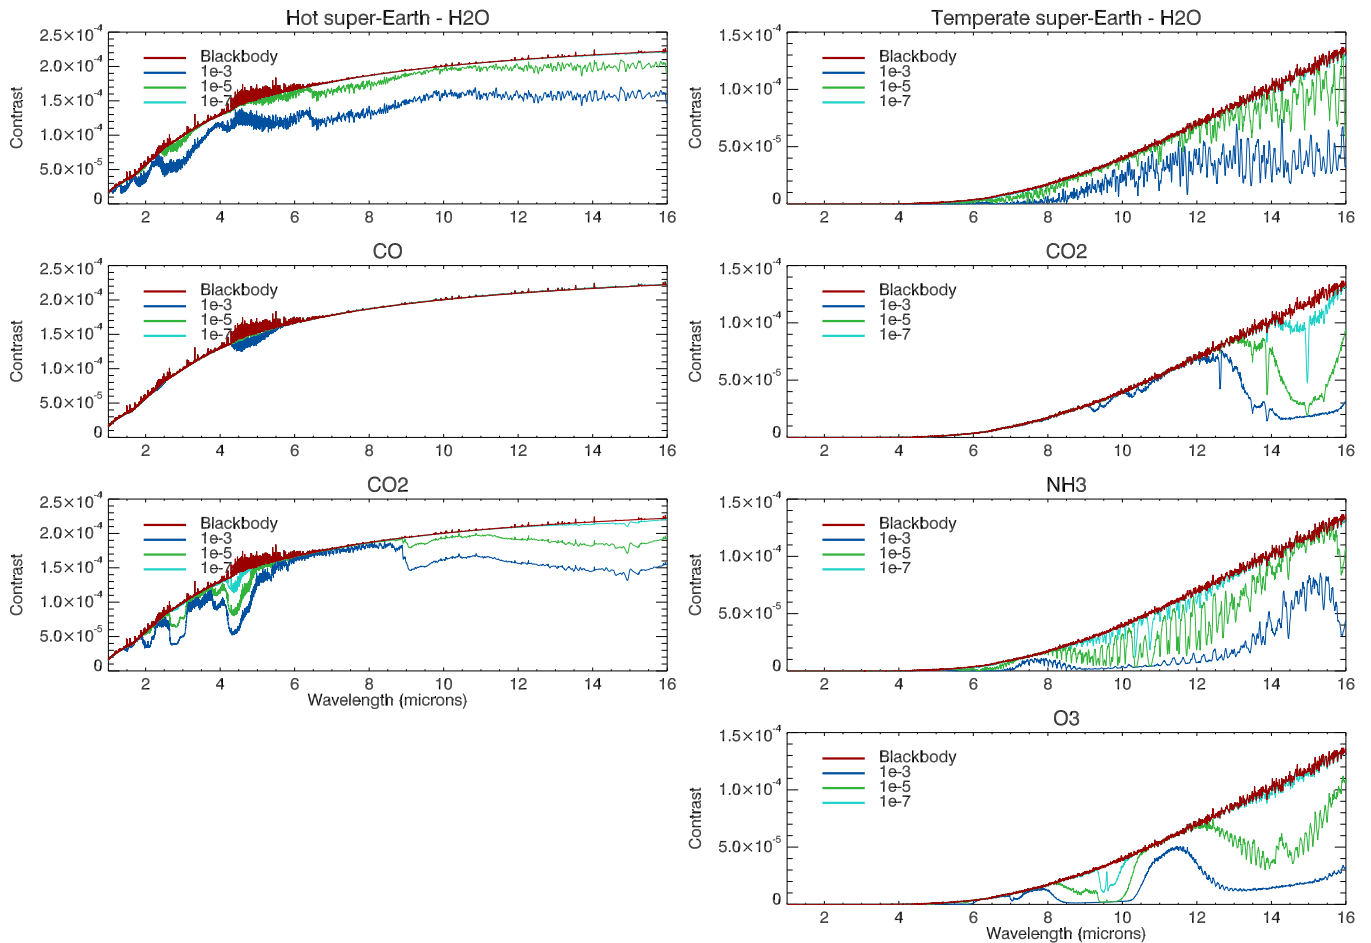 Hot super-Earth - H2O
2.5×10⁻⁴
2.0×10⁻⁴
1.5×10⁻⁴
1.0×10⁻⁴
5.0×10⁻⁵
0
Contrast
Blackbody
1e-3
1e-5
1e-7
2 4 6 8 10 12 14 16
CO
2.5×10⁻⁴
2.0×10⁻⁴
1.5×10⁻⁴
1.0×10⁻⁴
5.0×10⁻⁵
0
Contrast
Blackbody
1e-3
1e-5
1e-7
2 4 6 8 10 12 14 16
CO2
2.5×10⁻⁴
2.0×10⁻⁴
1.5×10⁻⁴
1.0×10⁻⁴
5.0×10⁻⁵
0
Contrast
Blackbody
1e-3
1e-5
1e-7
2 4 6 8 10 12 14 16
Wavelength (microns)
Temperate super-Earth - H2O
1.5×10⁻⁴
1.0×10⁻⁴
5.0×10⁻⁵
0
Contrast
Blackbody
1e-3
1e-5
1e-7
2 4 6 8 10 12 14 16
CO2
1.5×10⁻⁴
1.0×10⁻⁴
5.0×10⁻⁵
0
Contrast
Blackbody
1e-3
1e-5
1e-7
2 4 6 8 10 12 14 16
NH3
1.5×10⁻⁴
1.0×10⁻⁴
5.0×10⁻⁵
0
Contrast
Blackbody
1e-3
1e-5
1e-7
2 4 6 8 10 12 14 16
O3
1.5×10⁻⁴
1.0×10⁻⁴
5.0×10⁻⁵
0
Contrast
Blackbody
1e-3
1e-5
1e-7
2 4 6 8 10 12 14 16
Wavelength (microns)